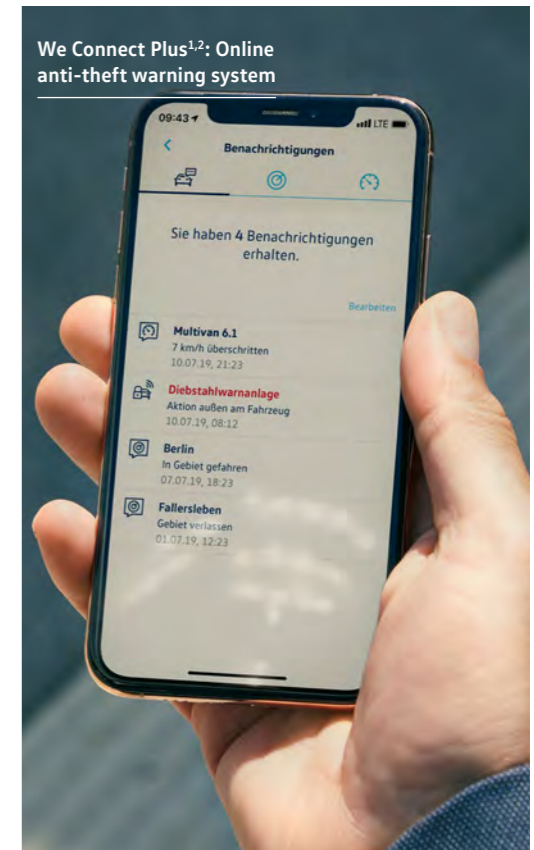 We Connect Plus¹,²: Online
anti-theft warning system
09:43
LTE
Benachrichtigungen
Sie haben 4 Benachrichtigungen
erhalten.
Bearbeiten
Multivan 6.1
7 km/h überschritten
10.07.19, 21:23
Diebstahlwarnanlage
Aktion außen am Fahrzeug
10.07.19, 08:12
Berlin
In Gebiet gefahren
07.07.19, 18:23
Fallersleben
Gebiet verlassen
01.07.19, 12:23